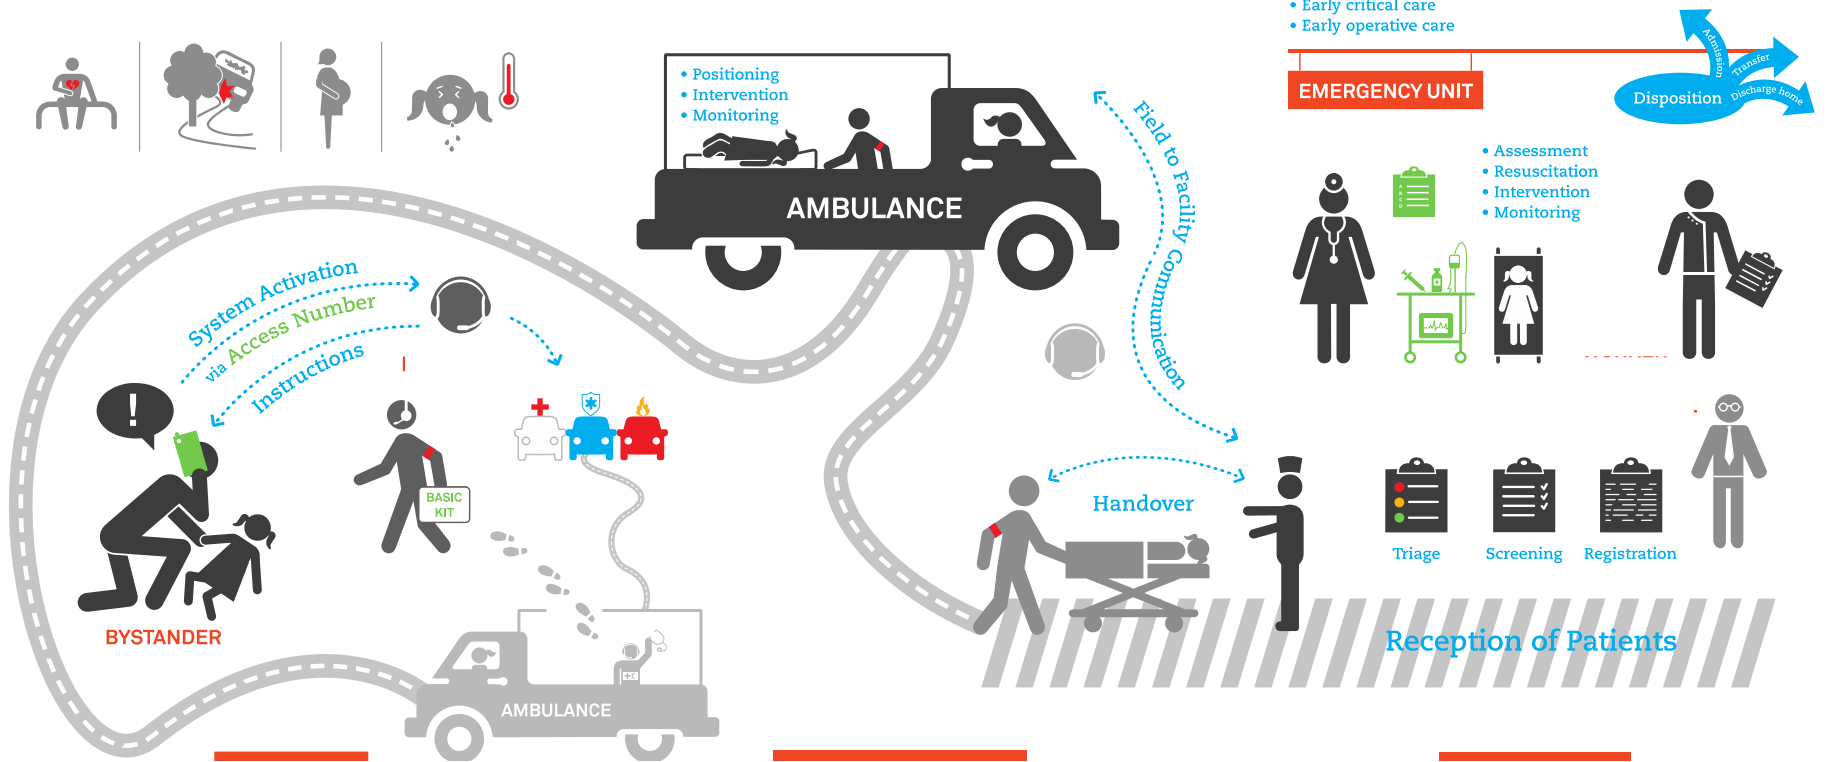 • Early critical care
• Early operative care
Admission
Transfer
Discharge home
Disposition
EMERGENCY UNIT
• Positioning
• Intervention
• Monitoring
AMBULANCE
Field to Facility Communication
• Assessment
• Resuscitation
• Intervention
• Monitoring
System Activation
via Access Number
Instructions
!
BASIC
KIT
BYSTANDER
AMBULANCE
Handover
Triage
Screening
Registration
Reception of Patients